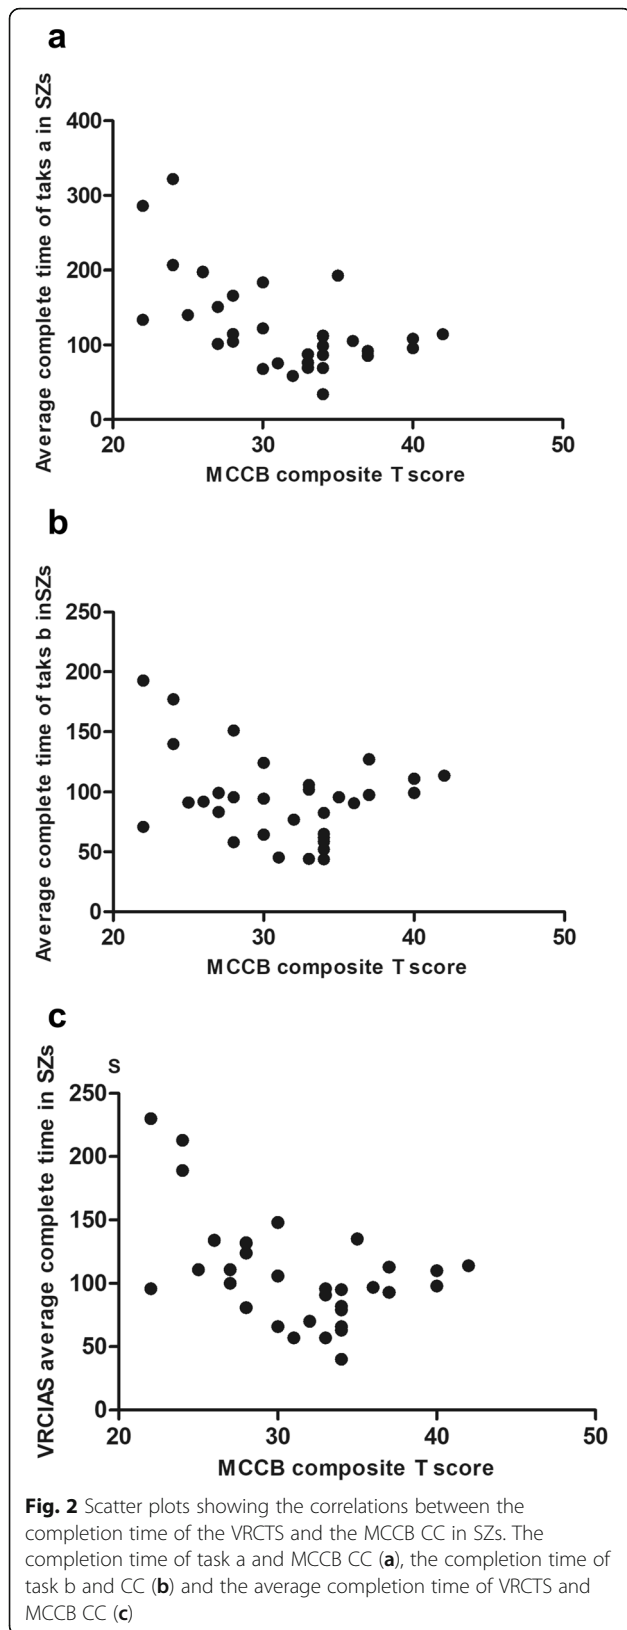 a
Average complete time of taks a in SZs
400
300
200
100
0
20 30 40 50
MCCB composite T score
b
Average complete time of taks b inSZs
250
200
150
100
50
0
20 30 40 50
MCCB composite T score
c
VRCIAS average complete time in SZs
S
250
200
150
100
50
0
20 30 40 50
MCCB composite T score
Fig. 2 Scatter plots showing the correlations between the
completion time of the VRCTS and the MCCB CC in SZs. The
completion time of task a and MCCB CC (a), the completion time of
task b and CC (b) and the average completion time of VRCTS and
MCCB CC (c)